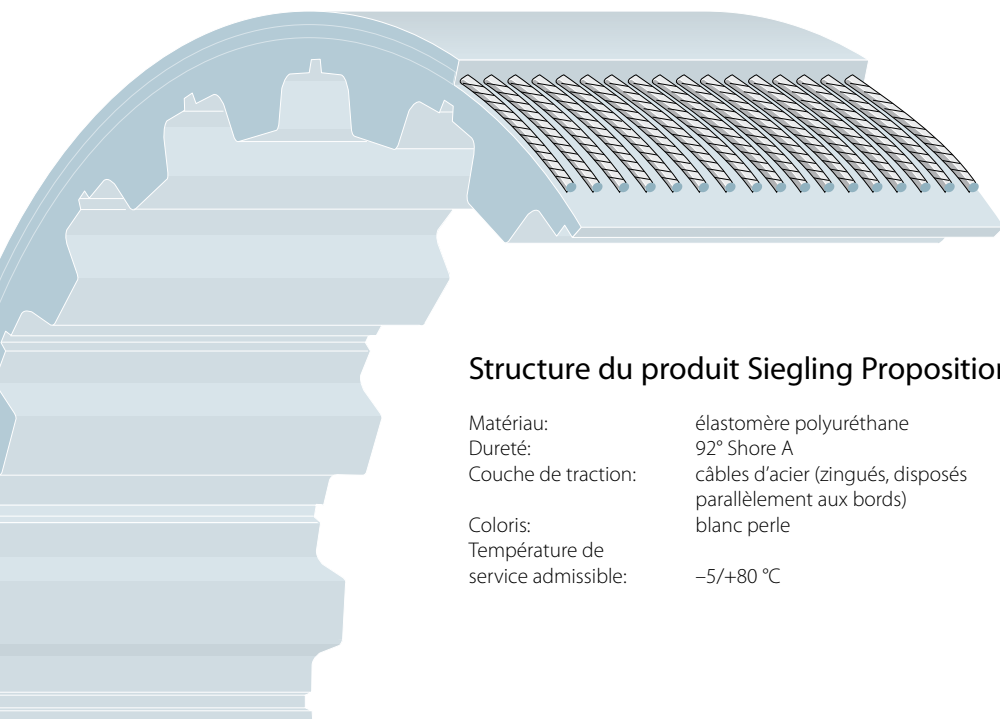 Structure du produit Siegling Proposition
Matériau: élastomère polyuréthane
Dureté: 92° Shore A
Couche de traction: câbles d’acier (zingués, disposés
parallèlement aux bords)
Coloris: blanc perle
Température de
service admissible: –5/+80 °C